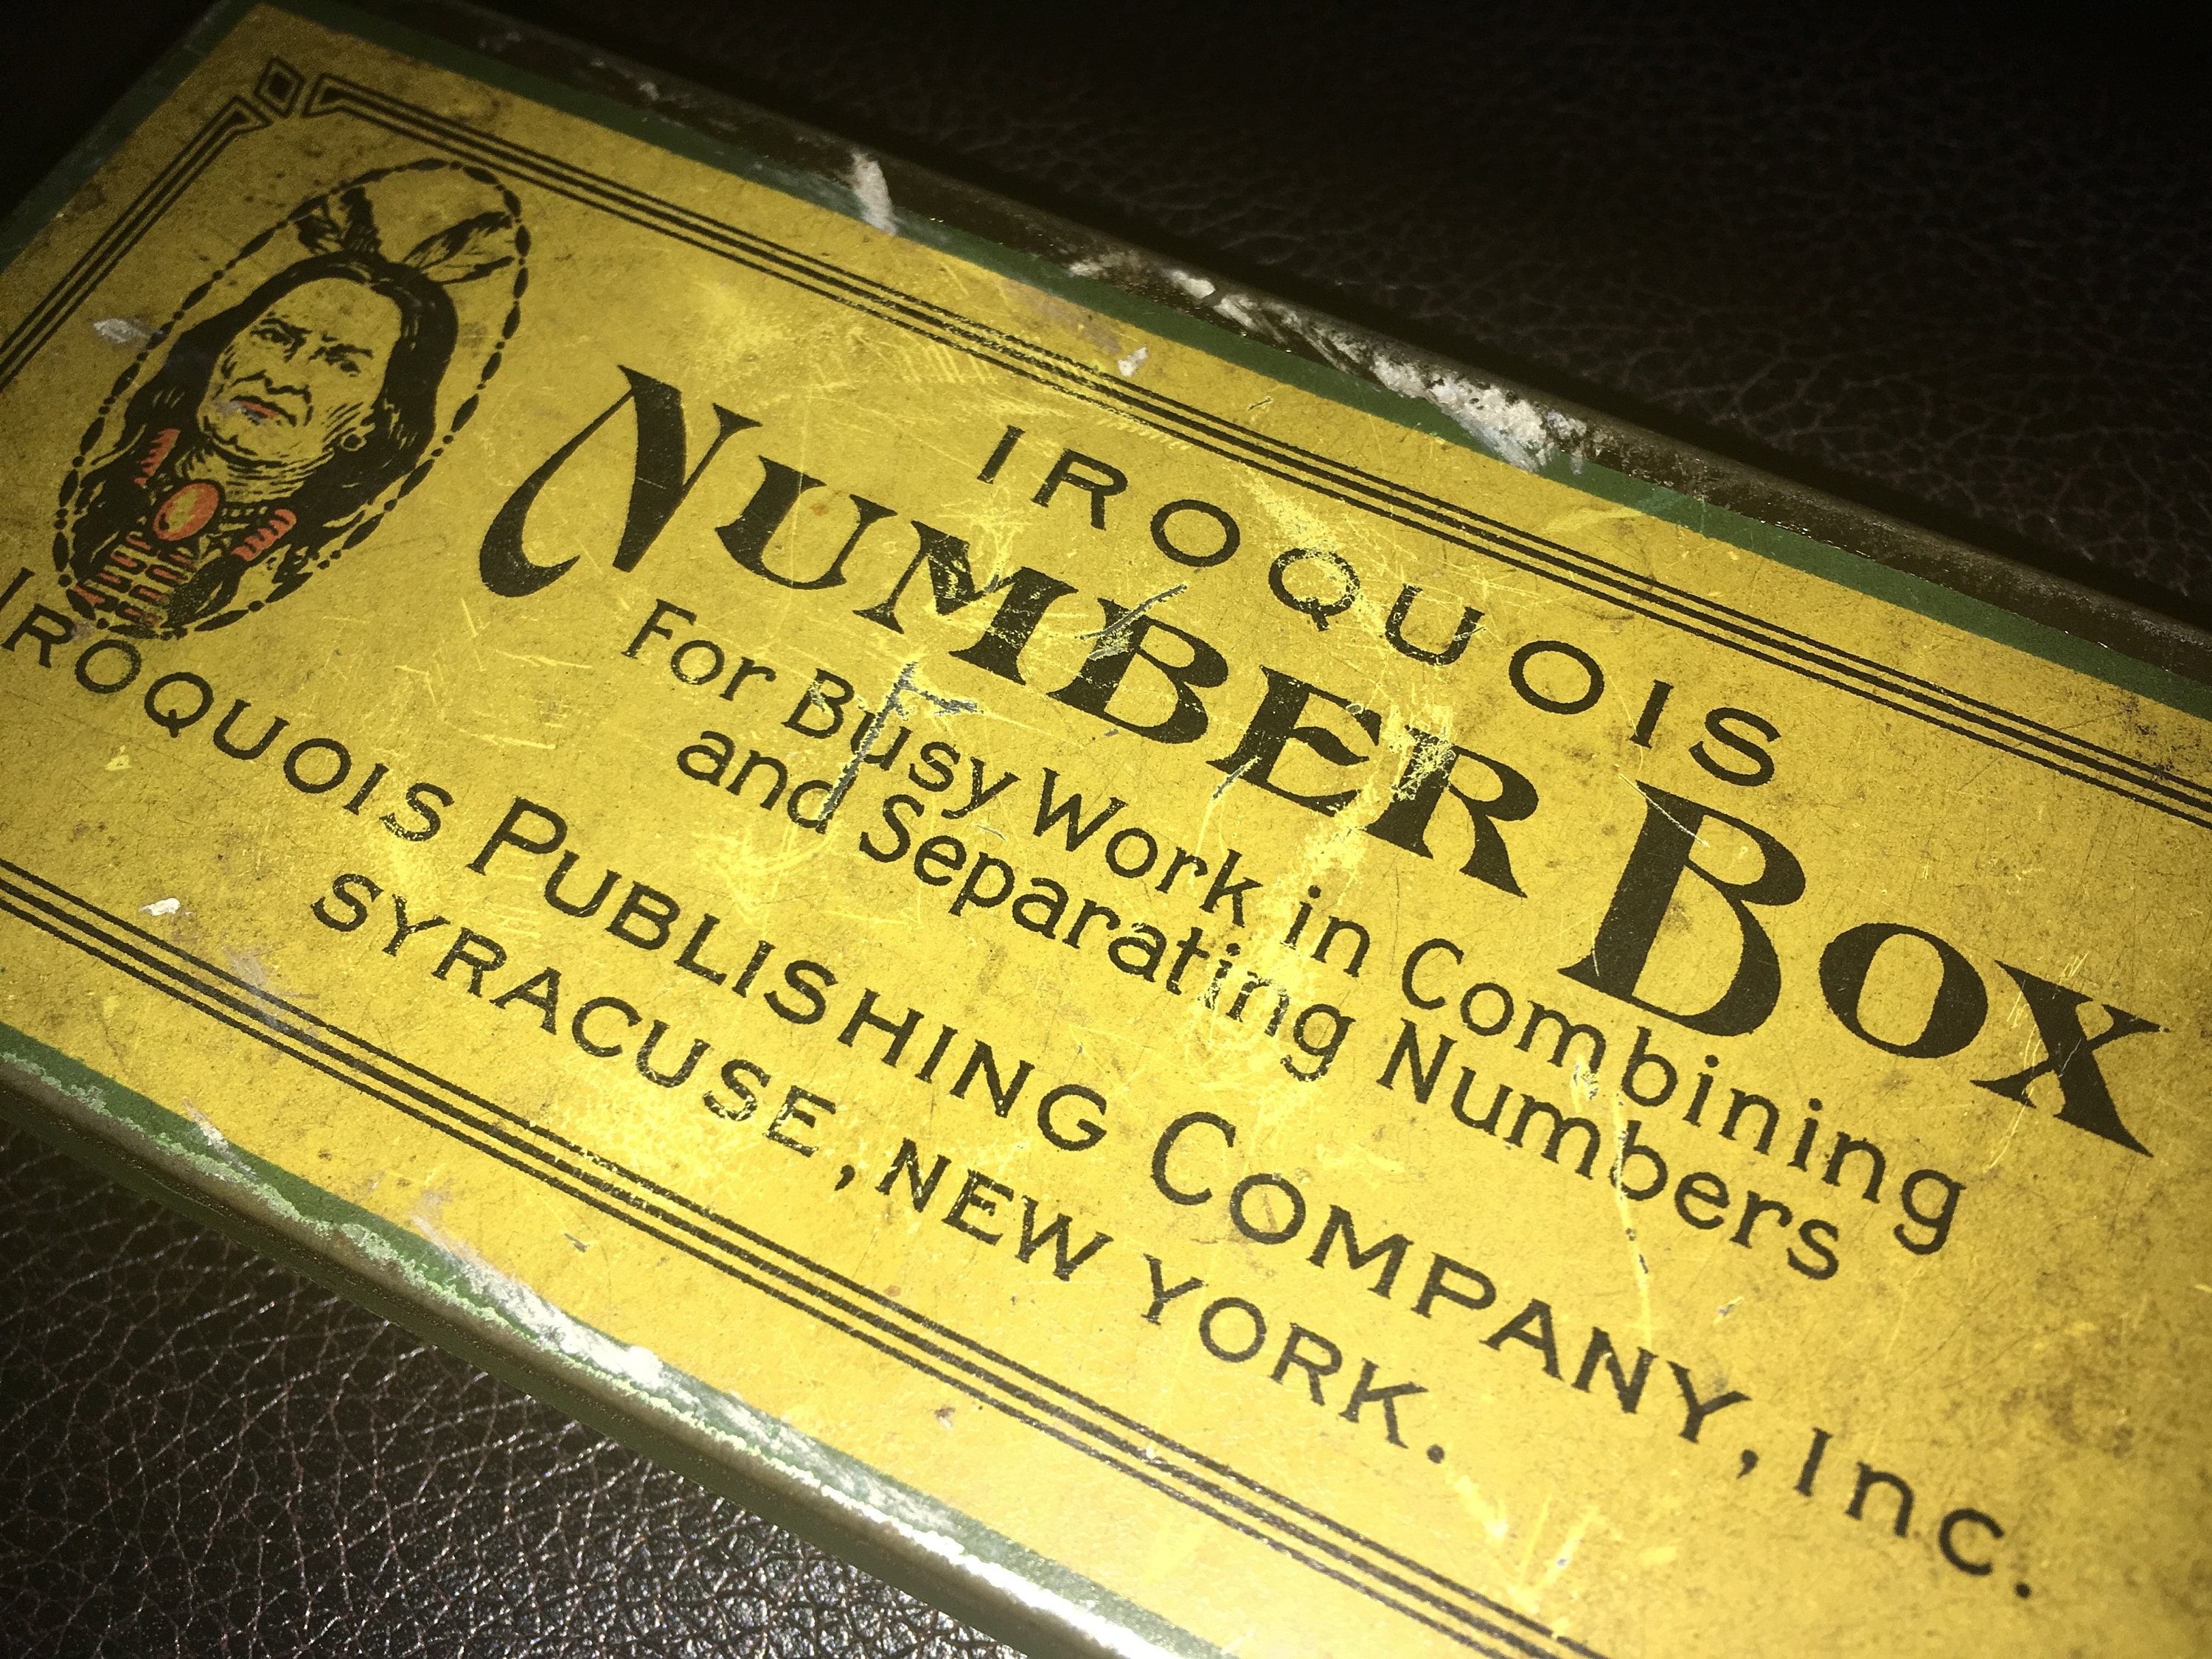 IROQUOIS
NUMBER BOX
For Busy Work in Combining
and Separating Numbers
IROQUOIS PUBLISHING COMPANY, Inc.
SYRACUSE, NEW YORK.